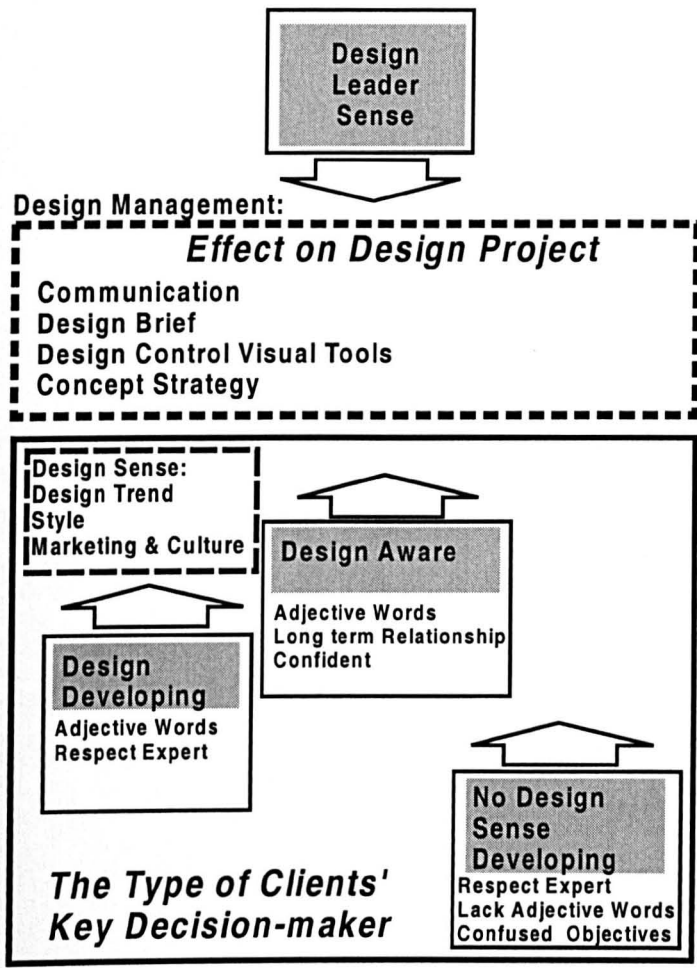 Design
Leader
Sense
Design Management:
Effect on Design Project
Communication
Design Brief
Design Control Visual Tools
Concept Strategy
Design Sense:
Design Trend
Style
Marketing & Culture
Design Aware
Adjective Words
Long term Relationship
Confident
Design
Developing
Adjective Words
Respect Expert
No Design
Sense
Developing
Respect Expert
Lack Adjective Words
Confused Objectives
The Type of Clients'
Key Decision-maker